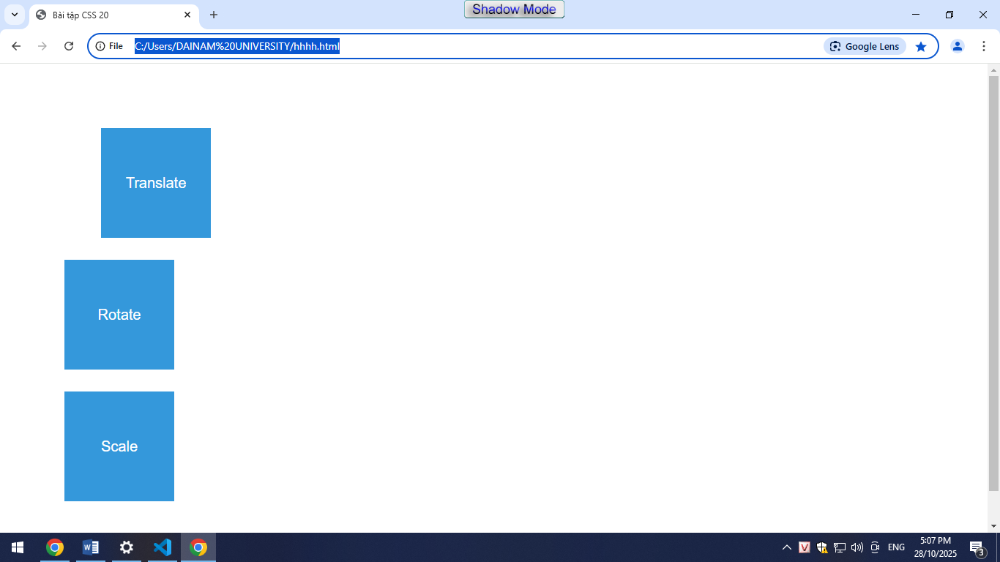 Bài tập CSS 20
Shadow Mode
File
C:/Users/DAINAM%20UNIVERSITY/hhhh.html
Google Lens
Translate
Rotate
Scale
V
ENG
5:07 PM
28/10/2025
3